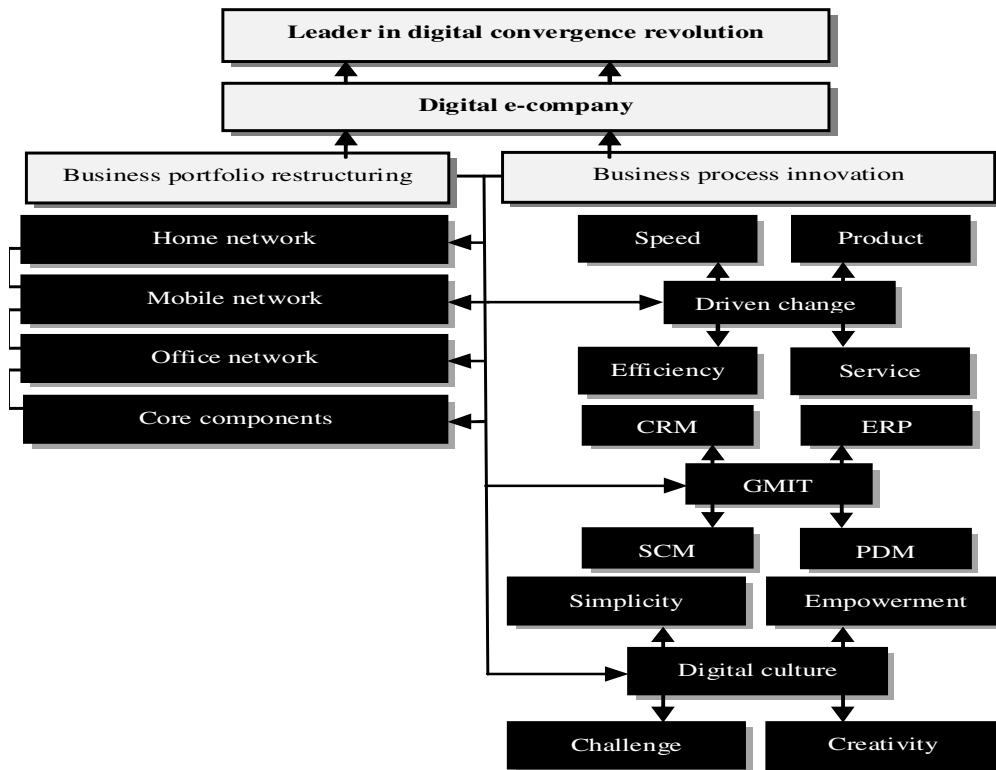 Leader in digital convergence revolution
Digital e-company
Business portfolio restructuring
Business process innovation
Home network
Mobile network
Office network
Core components
Speed
Product
Driven change
Efficiency
Service
CRM
ERP
GMIT
SCM
PDM
Simplicity
Empowerment
Digital culture
Challenge
Creativity